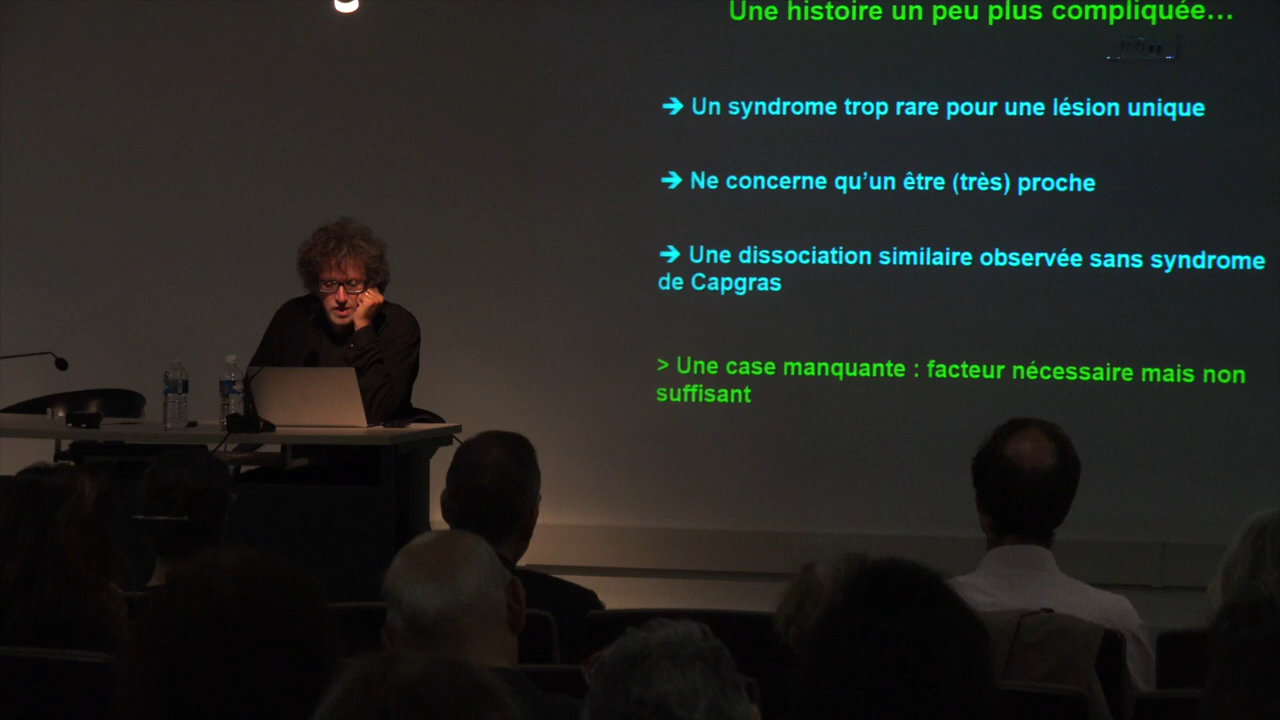 Une histoire un peu plus compliquée...
➔ Un syndrome trop rare pour une lésion unique
➔ Ne concerne qu'un être (très) proche
➔ Une dissociation similaire observée sans syndrome
de Capgras
> Une case manquante : facteur nécessaire mais non
suffisant